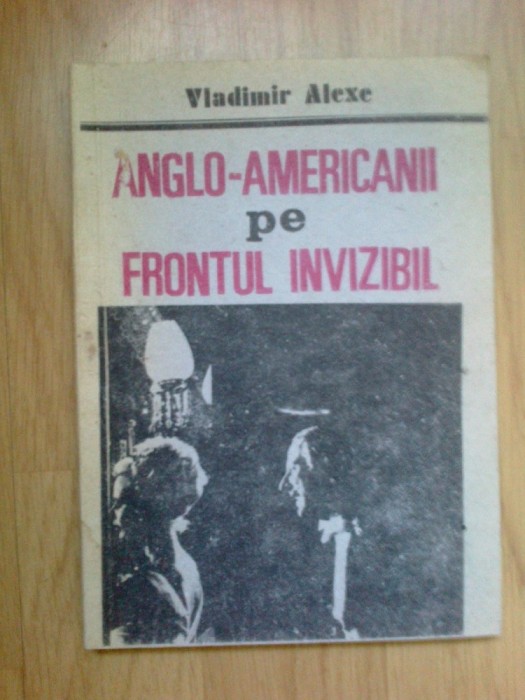 Vladimir Alexe
ANGLO-AMERICANII
pe
FRONTUL INVIZIBIL